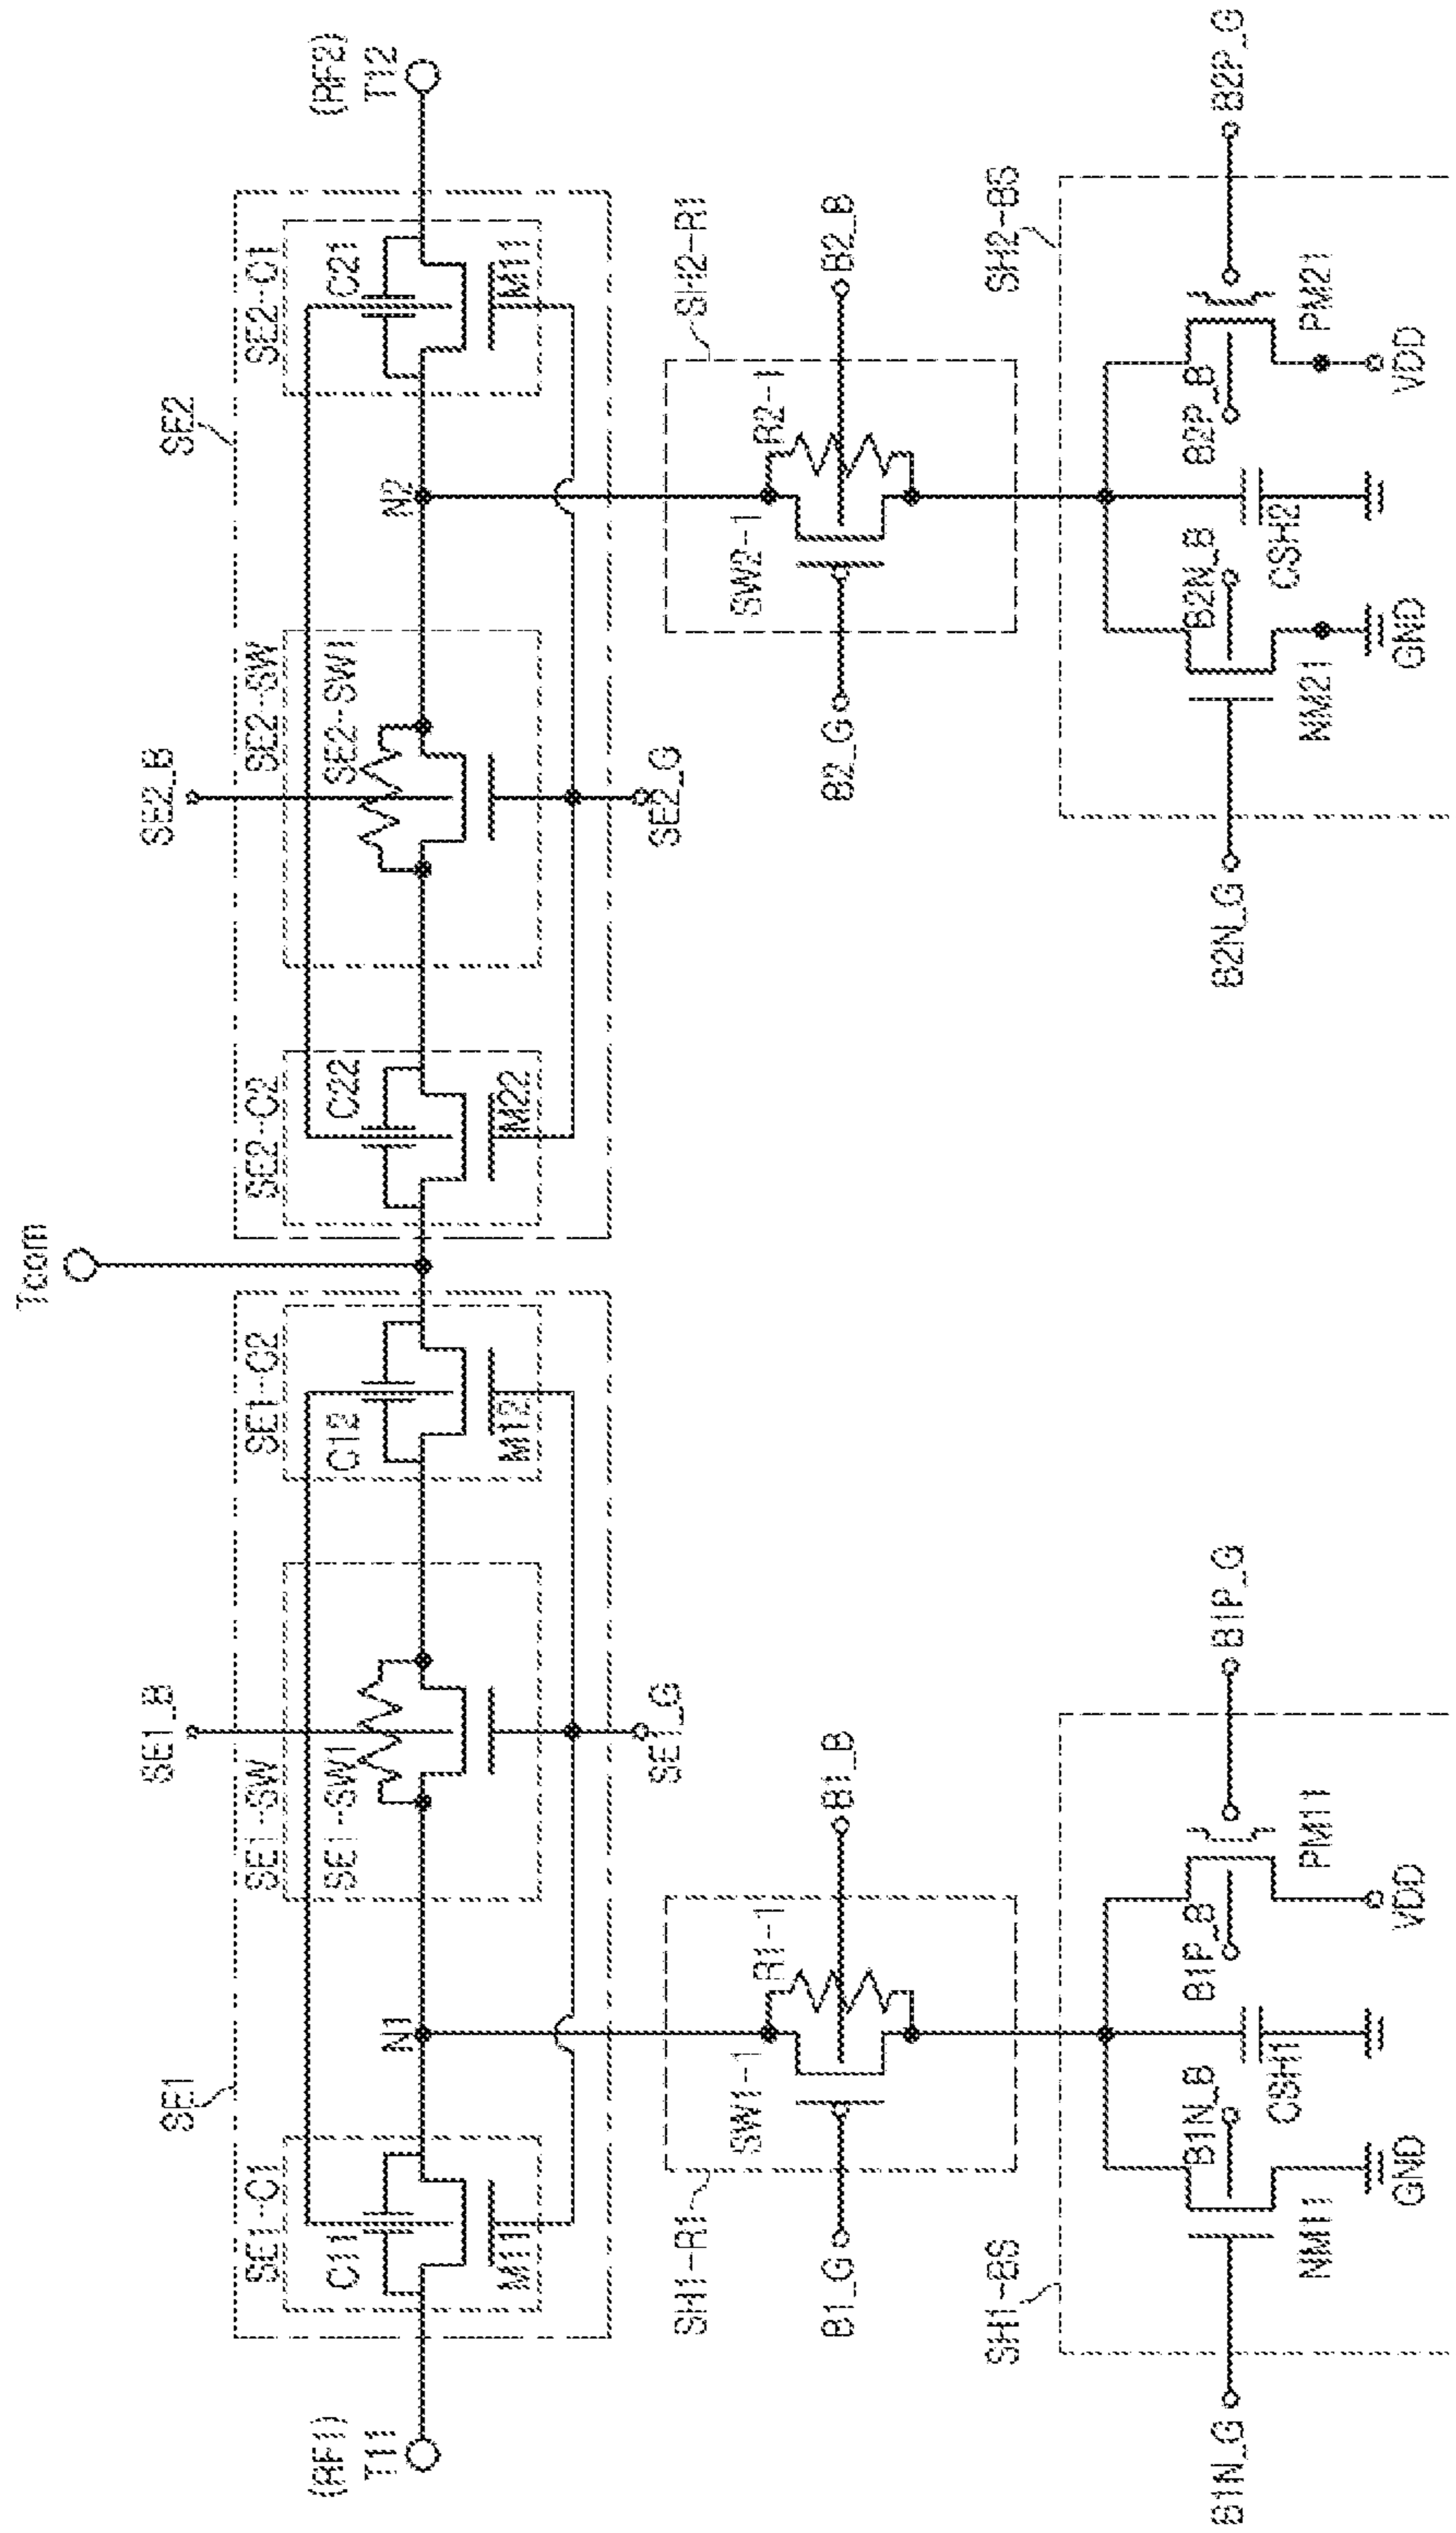 Tcom
SE1
SE1_B
SE2_B
SE2
SE1-C1
SE1-SW
SE1-C2
SE2-C2
SE2-SW
SE2-C1
(RF1)
T11
C11
SE1-SW1
C12
C22
SE2-SW1
C21
(RF2)
T12
N1
N2
M11
M12
M22
M11
SE1_G
SE2_G
SH1-R1
SW1-1
R1-1
SW2-1
R2-1
SH2-R1
B1_G
B1_B
B2_G
B2_B
SH1-BS
SH2-BS
B1N_B
B1P_B
B2N_B
B2P_B
B1N_G
B1P_G
B2N_G
B2P_G
NM11
CSH1
PM11
NM21
CSH2
PM21
GND
VDD
GND
VDD